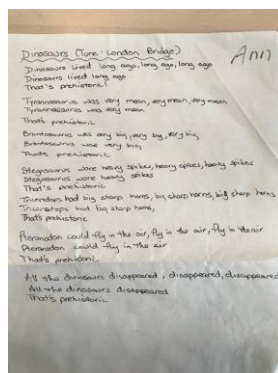 Dinosaurs (Tune: London Bridge)
Ann
Dinosaurs lived long ago, long ago, long ago
Dinosaurs lived long ago
That's prehistoric!
Tyrannosaurus was very mean, very mean, very mean
Tyrannosaurus was very mean
That's prehistoric
Brontosaurus was very big, very big, very big,
Brontosaurus was very big,
That's prehistoric
Stegosaurus wore heavy spikes, heavy spikes, heavy spikes
Stegosaurus wore heavy spikes
That's prehistoric
Triceratops had big sharp horns, big sharp horns, big sharp horns
Triceratops had big sharp horns,
That's prehistoric
Pteranodon could fly in the air, fly in the air, fly in the air
Pteranodon could fly in the air
That's prehistoric
All the dinosaurs disappeared, disappeared, disappeared
All the dinosaurs disappeared
That's prehistoric